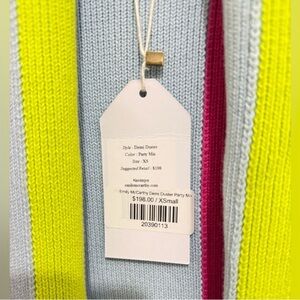 Style : Demi Duster
Color : Party Mix
Size : XS
Suggested Retail : $198
emilymccarthy.com
Emily McCarthy Demi Duster Party Mix
$198.00 / XSmall
20390113